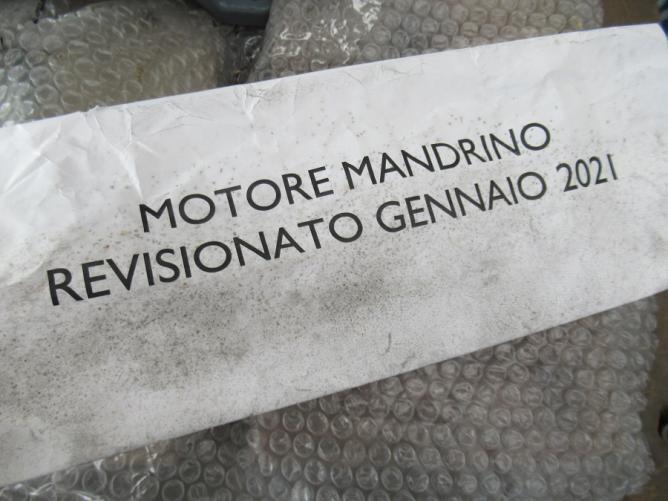 MOTORE MANDRINO
REVISIONATO GENNAIO 2021